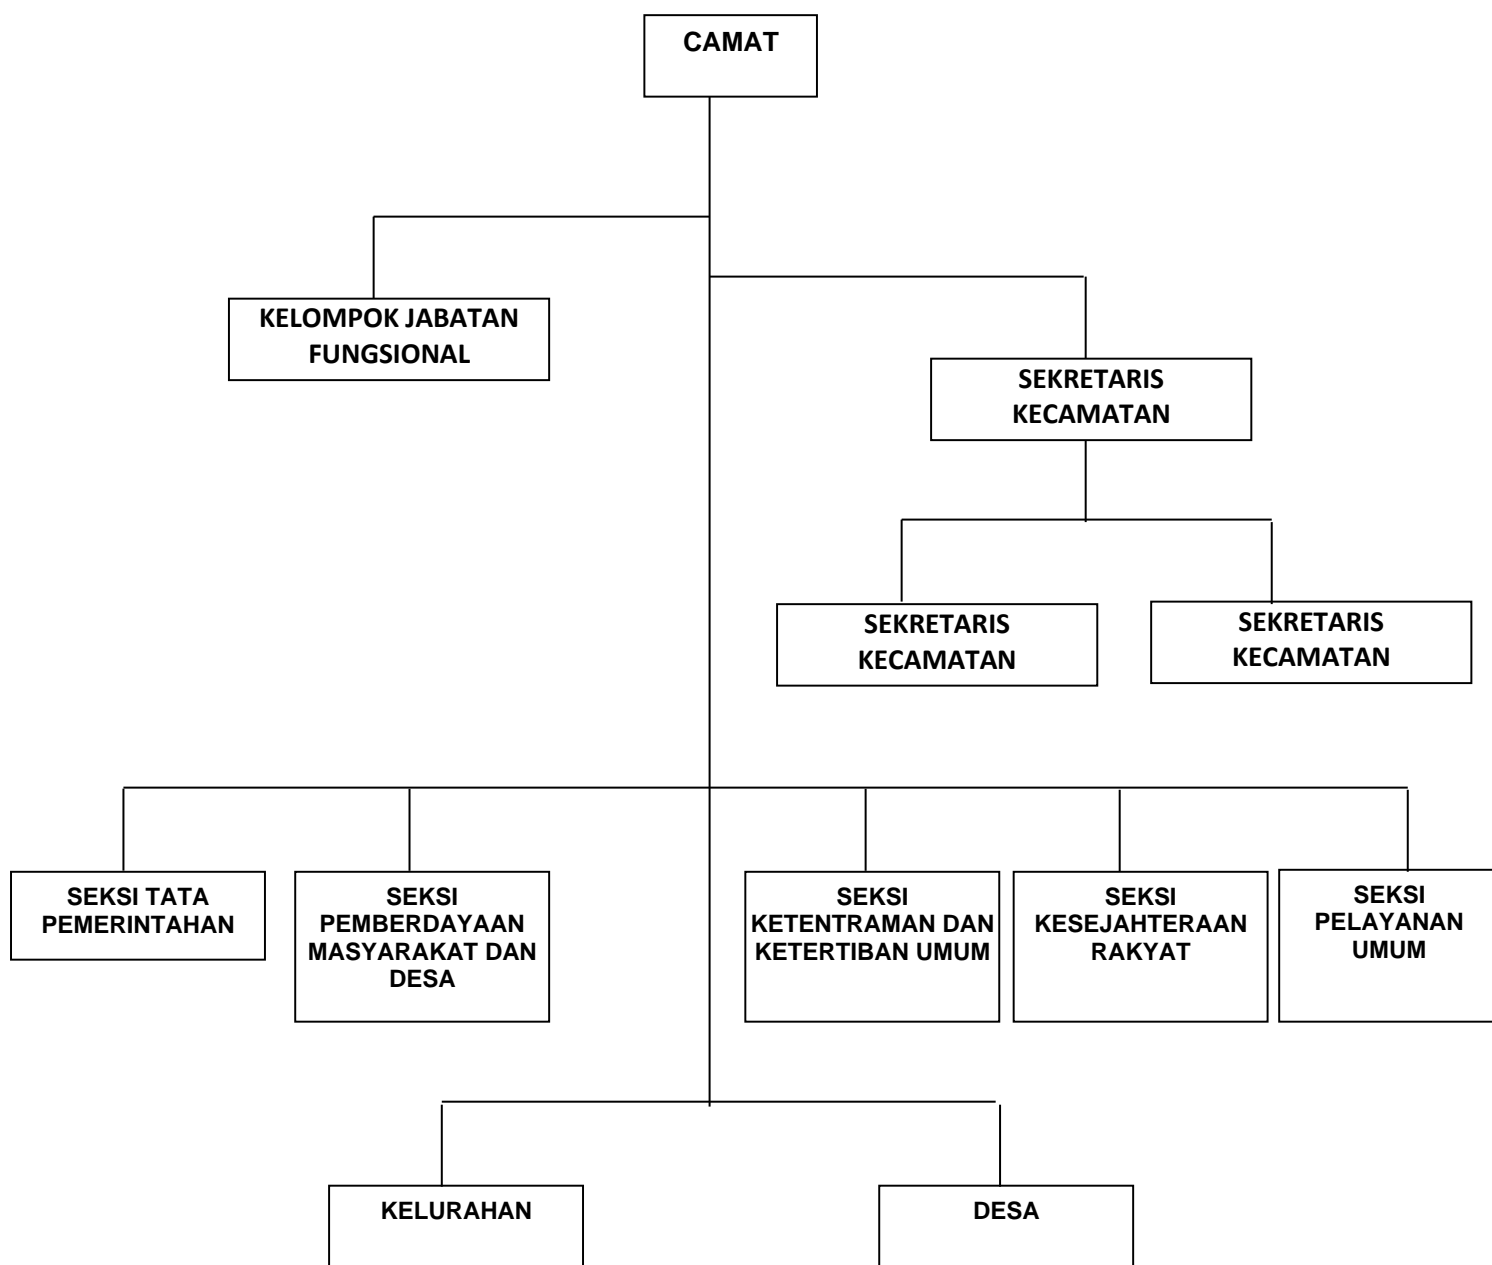 CAMAT
KELOMPOK JABATAN
FUNGSIONAL
SEKRETARIS
KECAMATAN
SEKRETARIS
KECAMATAN
SEKRETARIS
KECAMATAN
SEKSI TATA
PEMERINTAHAN
SEKSI
PEMBERDAYAAN
MASYARAKAT DAN
DESA
SEKSI
KETENTRAMAN DAN
KETERTIBAN UMUM
SEKSI
KESEJAHTERAAN
RAKYAT
SEKSI
PELAYANAN
UMUM
KELURAHAN
DESA